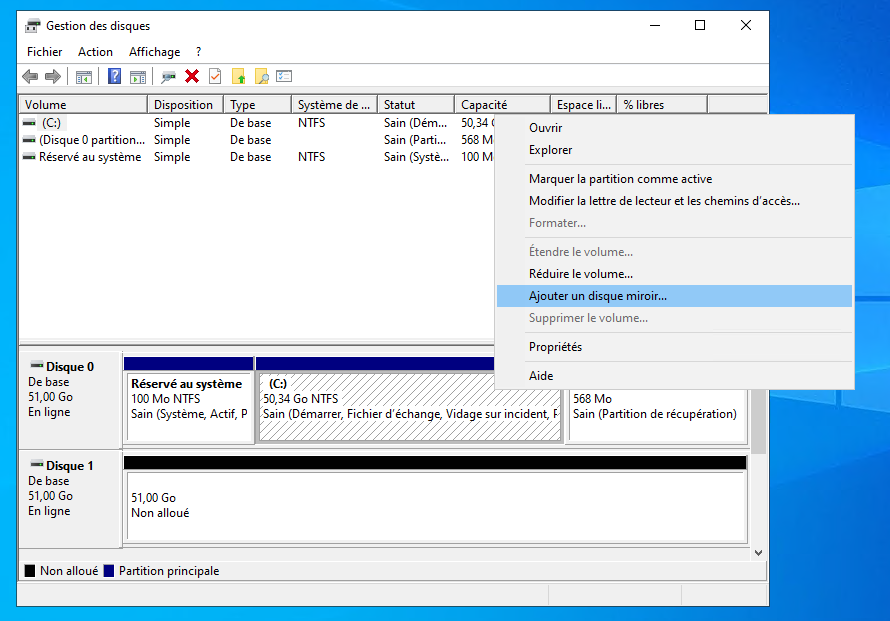 Gestion des disques
Fichier Action Affichage ?
Volume Disposition Type Système de ... Statut Capacité Espace li... % libres
(C:) Simple De base NTFS Sain (Dém... 50,34
(Disque 0 partition... Simple De base Sain (Parti... 568 M
Réservé au système Simple De base NTFS Sain (Systè... 100 M
Ouvrir
Explorer
Marquer la partition comme active
Modifier la lettre de lecteur et les chemins d'accès...
Formater...
Étendre le volume...
Réduire le volume...
Ajouter un disque miroir...
Supprimer le volume...
Propriétés
Aide
Disque 0
De base
51,00 Go
En ligne
Réservé au système
100 Mo NTFS
Sain (Système, Actif, P
(C:)
50,34 Go NTFS
Sain (Démarrer, Fichier d'échange, Vidage sur incident, P
568 Mo
Sain (Partition de récupération)
Disque 1
De base
51,00 Go
En ligne
51,00 Go
Non alloué
Non alloué Partition principale